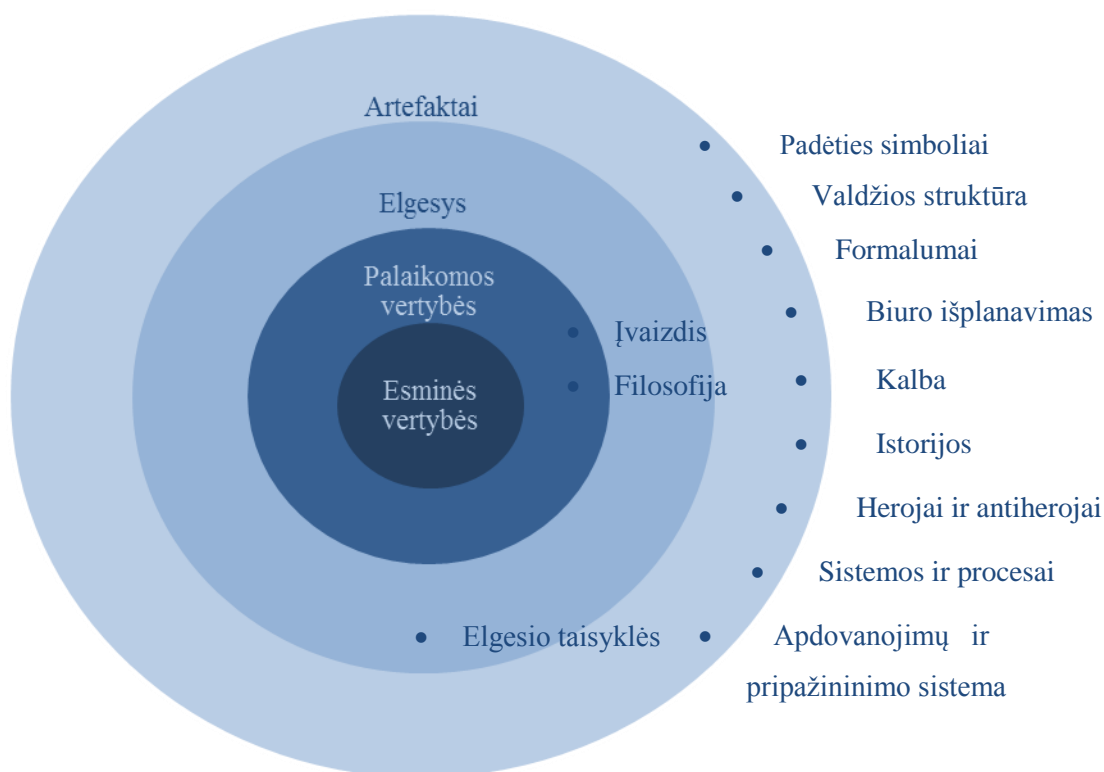 Artefaktai
Elgesys
Palaikomos
vertybės
Esminės
vertybės
• Įvaizdis
• Filosofija
• Elgesio taisyklės
• Padėties simboliai
• Valdžios struktūra
• Formalumai
• Biuro išplanavimas
• Kalba
• Istorijos
• Herojai ir antiherojai
• Sistemos ir procesai
• Apdovanojimų ir
pripažininimo sistema